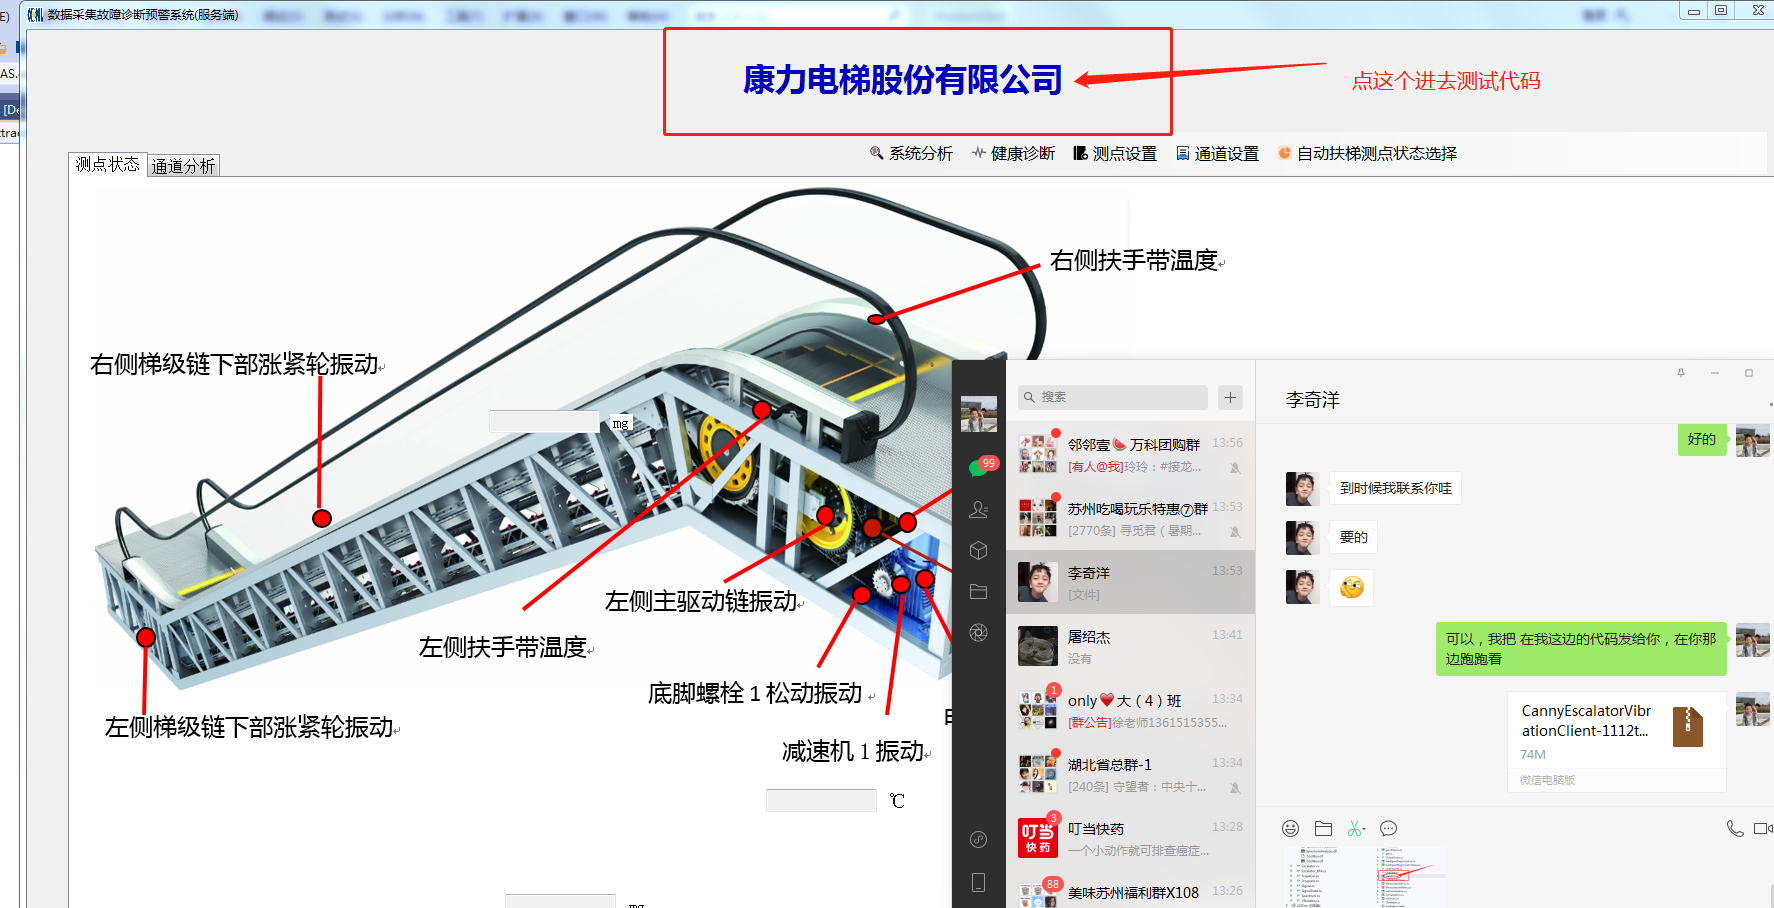 E)
数据采集故障诊断预警系统(服务端)
AS.
[De
ttrac
康力电梯股份有限公司
点这个进去测试代码
系统分析
健康诊断
测点设置
通道设置
自动扶梯测点状态选择
测点状态
通道分析
右侧扶手带温度
右侧梯级链下部涨紧轮振动
mg
左侧主驱动链振动
左侧扶手带温度
底脚螺栓 1 松动振动
左侧梯级链下部涨紧轮振动
减速机 1 振动
℃
mg
搜索
99
邻邻壹🍉万科团购群
13:56
[有人@我]玲玲：#接龙...
苏州吃喝玩乐特惠⑦群
13:53
[2770条] 寻觅君（暑期...
李奇洋
13:53
[文件]
屠绍杰
13:41
没有
1
only❤️大（4）班
13:34
[群公告]徐老师1361515355...
湖北省总群-1
13:34
[240条] 守望者：中央十...
叮当
快药
3
叮当快药
13:28
一个小动作就可排查癌症...
88
美味苏州福利群X108
13:26
李奇洋
好的
到时候我联系你哇
要的
可以，我把 在我这边的代码发给你，在你那
边跑跑看
CannyEscalatorVibr
ationClient-1112t...
74M
微信电脑版